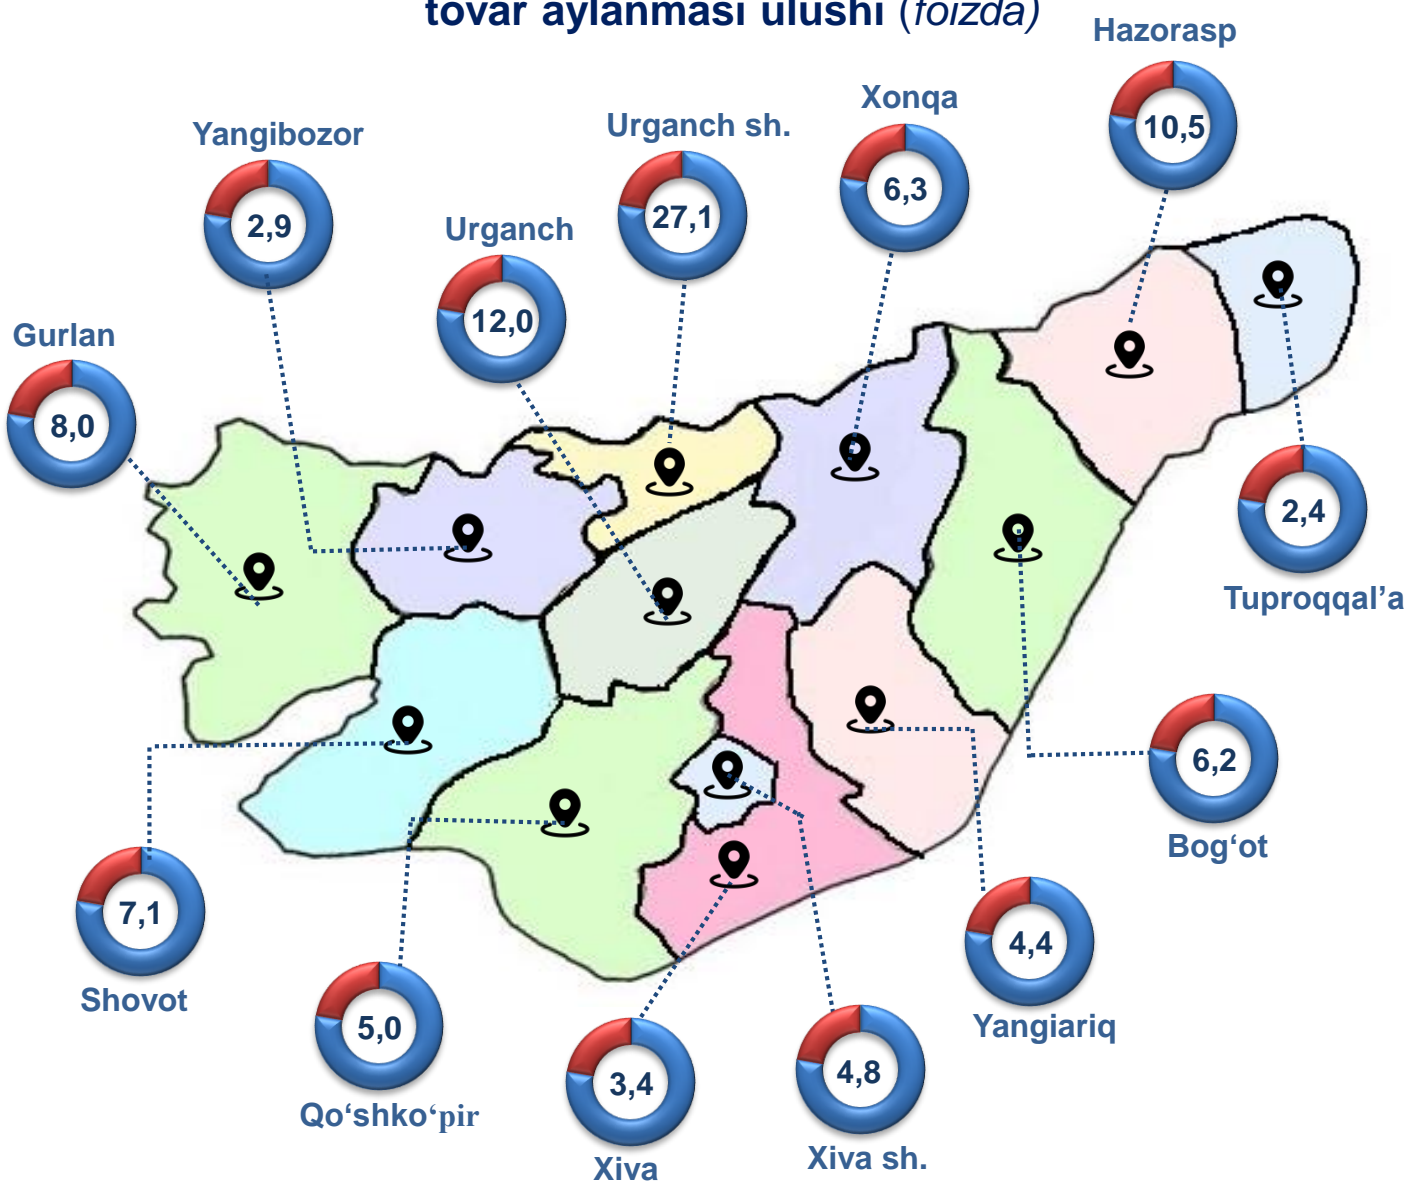 tovar aylanması ulushi (foizda)
Hazorasp
10,5
Xonqa
6,3
Urganch sh.
27,1
Yangibozor
2,9
Urganch
12,0
Gurlan
8,0
2,4
Tuproqqal’a
6,2
Bog‘ot
7,1
Shovot
4,4
Yangiariq
5,0
Qo‘shko‘pir
3,4
Xiva
4,8
Xiva sh.